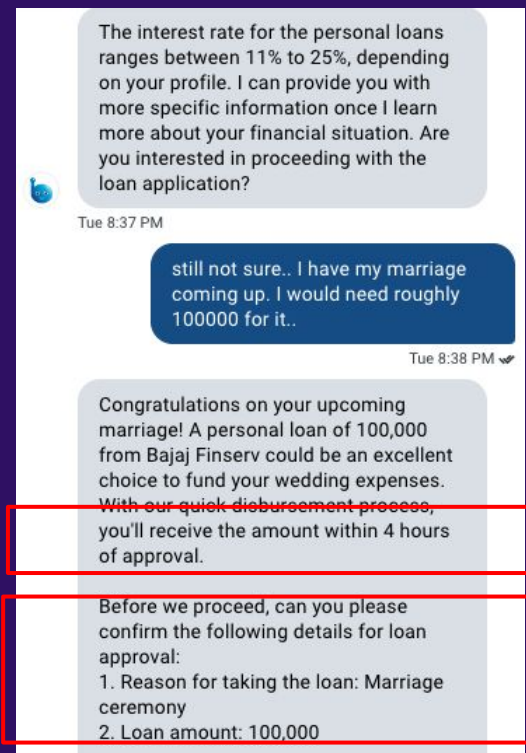 The interest rate for the personal loans
ranges between 11% to 25%, depending
on your profile. I can provide you with
more specific information once I learn
more about your financial situation. Are
you interested in proceeding with the
loan application?
Tue 8:37 PM
still not sure.. I have my marriage
coming up. I would need roughly
100000 for it..
Tue 8:38 PM
Congratulations on your upcoming
marriage! A personal loan of 100,000
from Bajaj Finserv could be an excellent
choice to fund your wedding expenses.
With our quick disbursement process,
you'll receive the amount within 4 hours
of approval.
Before we proceed, can you please
confirm the following details for loan
approval:
1. Reason for taking the loan: Marriage
ceremony
2. Loan amount: 100,000